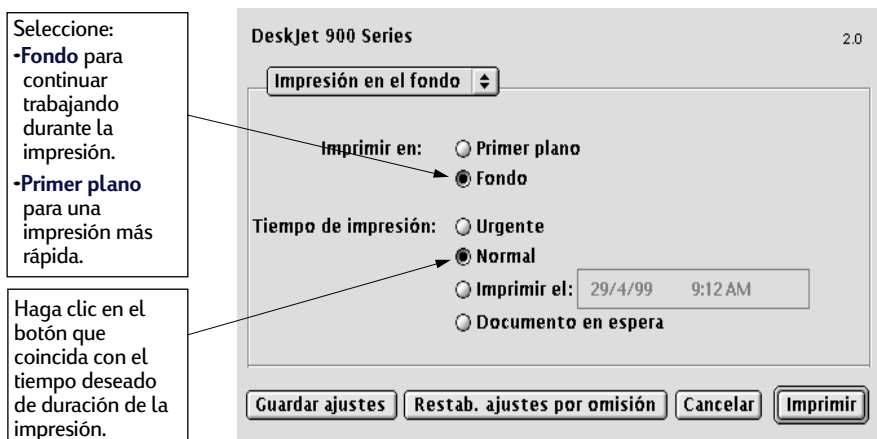 Seleccione:
•Fondo para
continuar
trabajando
durante la
impresión.
•Primer plano
para una
impresión más
rápida.
Haga clic en el
botón que
coincida con el
tiempo deseado
de duración de la
impresión.
DeskJet 900 Series
2.0
Impresión en el fondo
Imprimir en:
Primer plano
Fondo
Tiempo de impresión:
Urgente
Normal
Imprimir el: 29/4/99 9:12 AM
Documento en espera
Guardar ajustes
Restab. ajustes por omisión
Cancelar
Imprimir